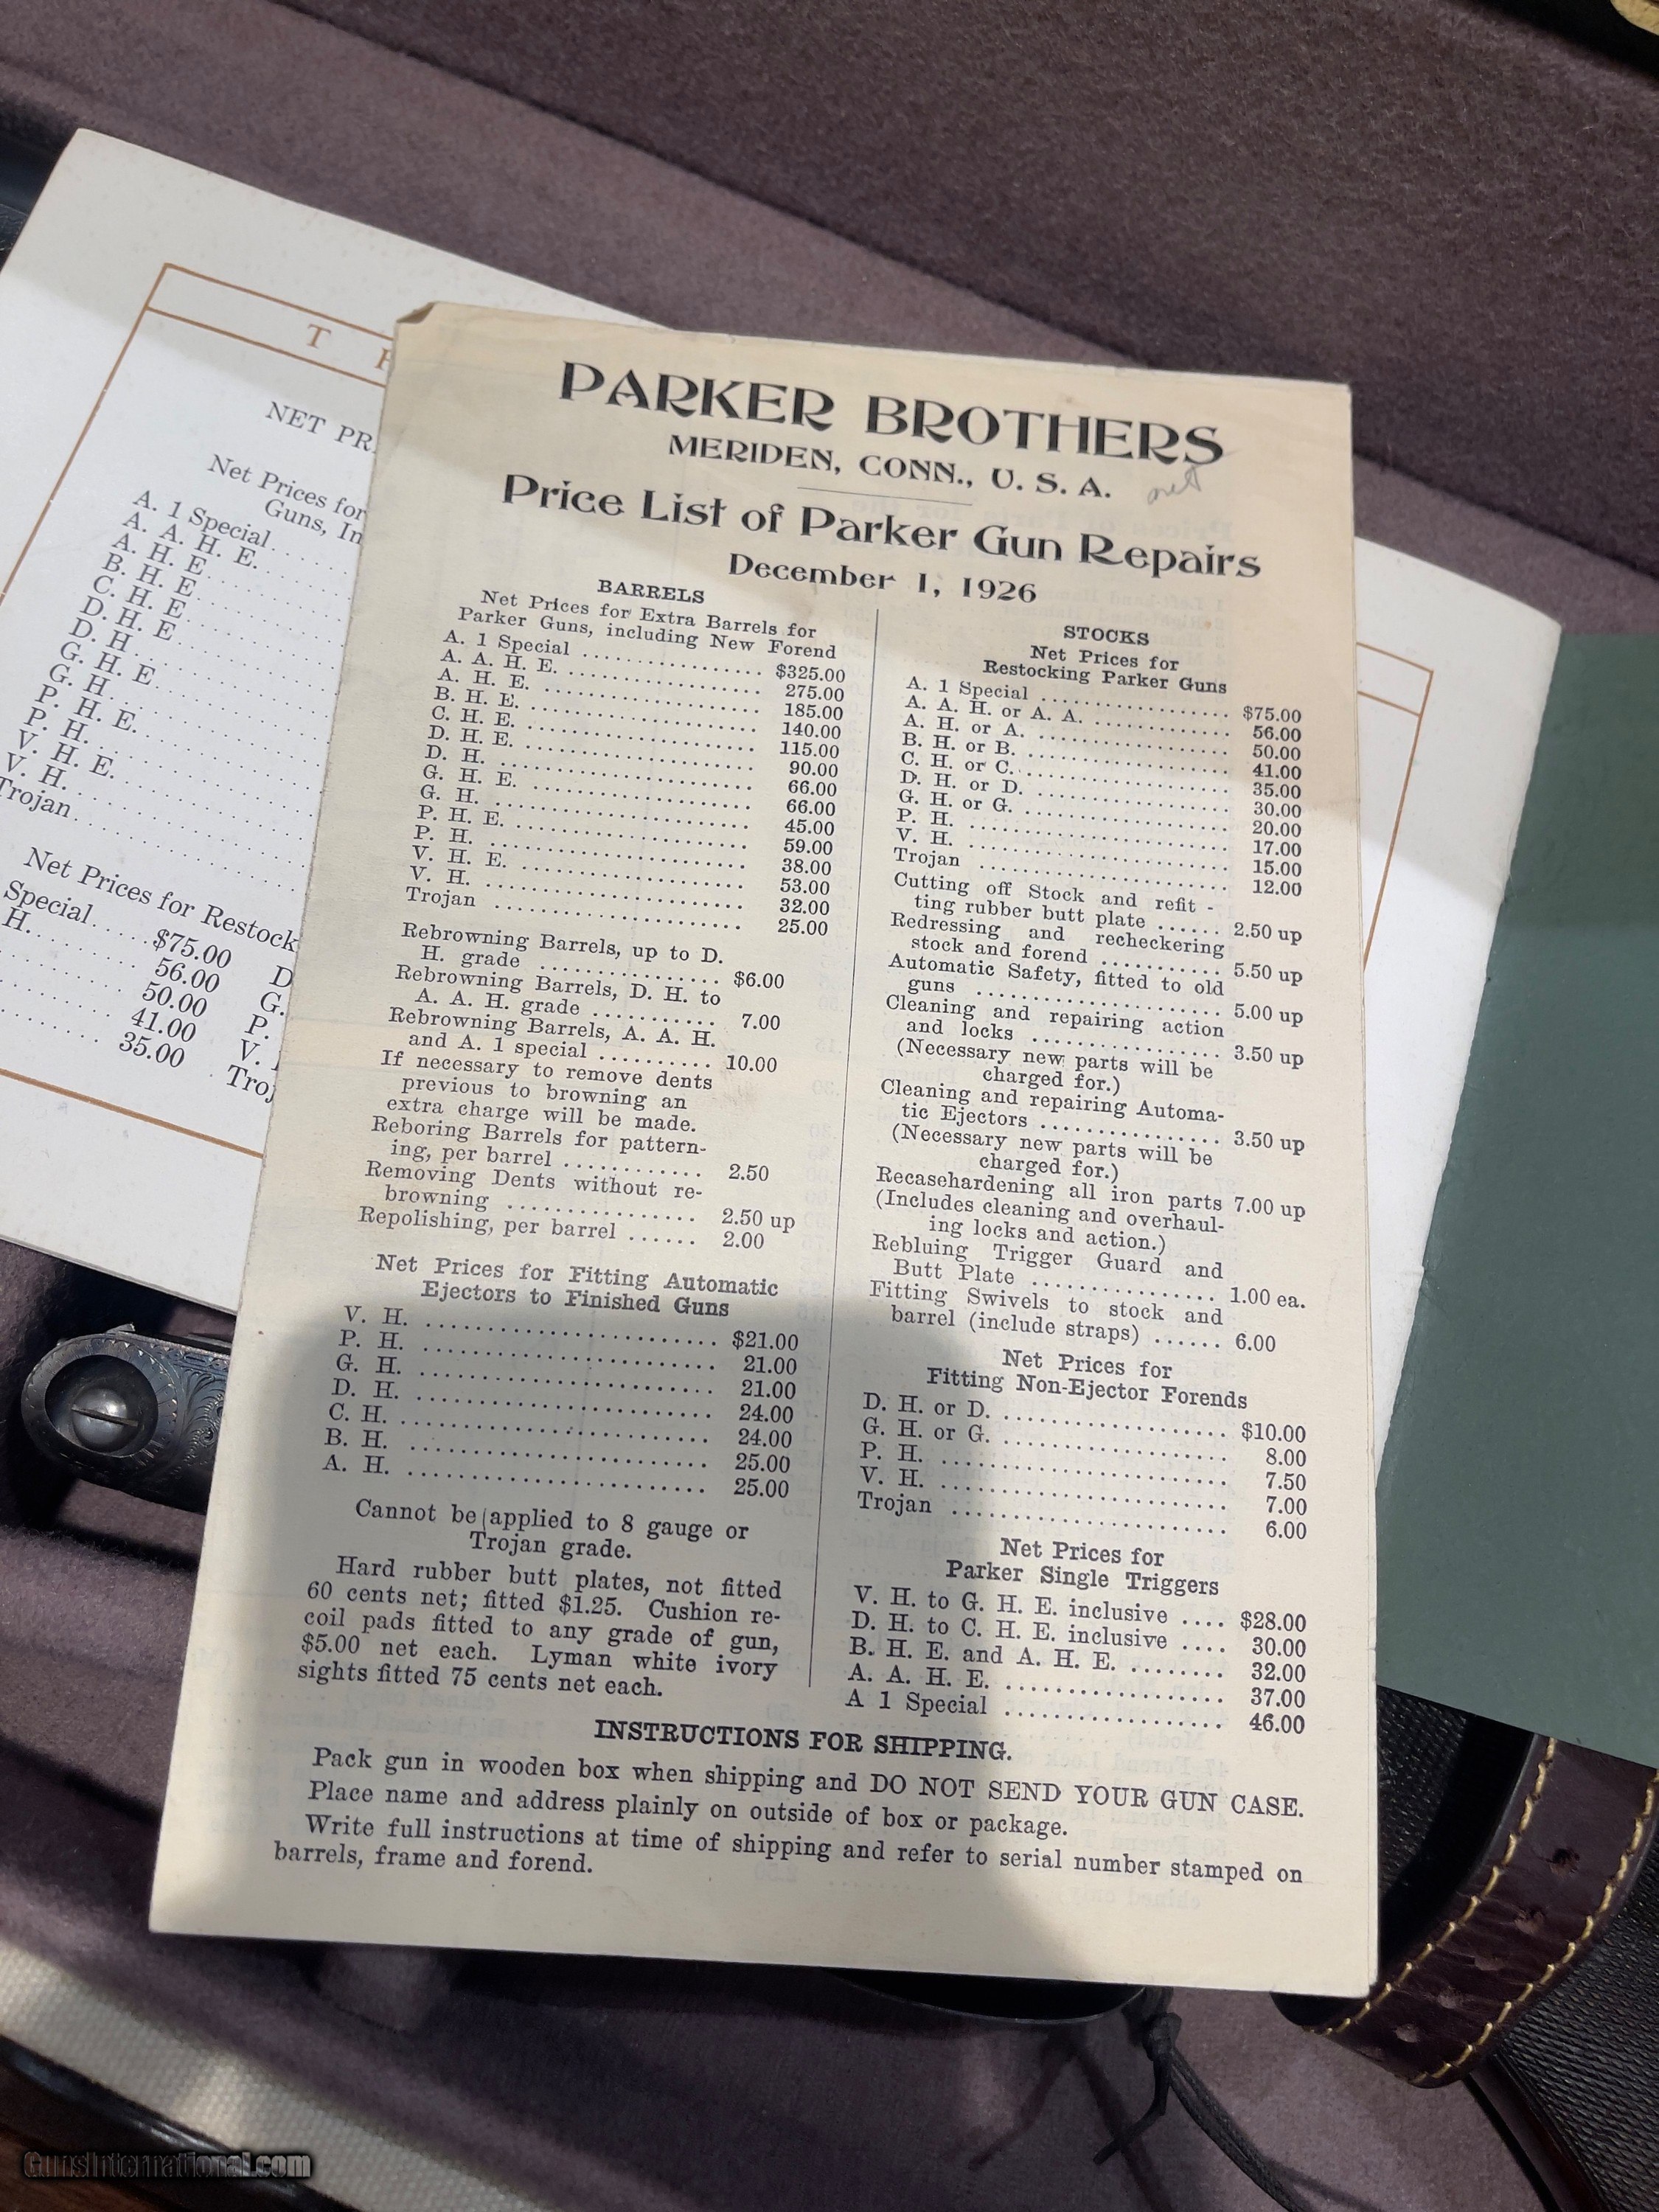 PARKER BROTHERS
MERIDEN, CONN., U. S. A.
net
Price List of Parker Gun Repairs
December 1, 1926
BARRELS
Net Prices for Extra Barrels for
Parker Guns, including New Forend
A. 1 Special ................. $325.00
A. A. H. E. ................. 275.00
A. H. E. ................. 185.00
B. H. E. ................. 140.00
C. H. E. ................. 115.00
D. H. E. ................. 90.00
D. H. ................. 66.00
G. H. E. ................. 66.00
G. H. ................. 45.00
P. H. E. ................. 59.00
P. H. ................. 38.00
V. H. E. ................. 53.00
V. H. ................. 32.00
Trojan ................. 25.00
Rebrowning Barrels, up to D.
H. grade ................. $6.00
Rebrowning Barrels, D. H. to
A. A. H. grade ............ 7.00
Rebrowning Barrels, A. A. H.
and A. 1 special .......... 10.00
If necessary to remove dents
previous to browning an
extra charge will be made.
Reboring Barrels for pattern-
ing, per barrel ............ 2.50
Removing Dents without re-
browning ................ 2.50 up
Repolishing, per barrel ...... 2.00
Net Prices for Fitting Automatic
Ejectors to Finished Guns
V. H. ......................... $21.00
P. H. ......................... 21.00
G. H. ......................... 21.00
D. H. ......................... 24.00
C. H. ......................... 24.00
B. H. ......................... 25.00
A. H. ......................... 25.00
Cannot be applied to 8 gauge or
Trojan grade.
Hard rubber butt plates, not fitted
60 cents net; fitted $1.25. Cushion re-
coil pads fitted to any grade of gun,
$5.00 net each. Lyman white ivory
sights fitted 75 cents net each.
STOCKS
Net Prices for
Restocking Parker Guns
A. 1 Special ................. $75.00
A. A. H. or A. A. ............. 56.00
A. H. or A. ................. 50.00
B. H. or B. ................. 41.00
C. H. or C. ................. 35.00
D. H. or D. ................. 30.00
G. H. or G. ................. 20.00
P. H. ................. 17.00
V. H. ................. 15.00
Trojan ................. 12.00
Cutting off Stock and refit -
ting rubber butt plate ...... 2.50 up
Redressing and recheckering
stock and forend ........... 5.50 up
Automatic Safety, fitted to old
guns .................... 5.00 up
Cleaning and repairing action
and locks ................. 3.50 up
(Necessary new parts will be
charged for.)
Cleaning and repairing Automa-
tic Ejectors ................ 3.50 up
(Necessary new parts will be
charged for.)
Recasehardening all iron parts 7.00 up
(Includes cleaning and overhaul-
ing locks and action.)
Rebluing Trigger Guard and
Butt Plate ................ 1.00 ea.
Fitting Swivels to stock and
barrel (include straps) ...... 6.00
Net Prices for
Fitting Non-Ejector Forends
D. H. or D. .................. $10.00
G. H. or G. .................. 8.00
P. H. .................. 7.50
V. H. .................. 7.00
Trojan .................. 6.00
Net Prices for
Parker Single Triggers
V. H. to G. H. E. inclusive .... $28.00
D. H. to C. H. E. inclusive .... 30.00
B. H. E. and A. H. E. ........ 32.00
A. A. H. E. .................. 37.00
A 1 Special .................. 46.00
INSTRUCTIONS FOR SHIPPING.
Pack gun in wooden box when shipping and DO NOT SEND YOUR GUN CASE.
Place name and address plainly on outside of box or package.
Write full instructions at time of shipping and refer to serial number stamped on
barrels, frame and forend.
T
NET
Net Prices for
Guns,
A. 1 Special
A. A. H. E.
A. H. E
B. H. E
C. H. E
D. H. E
D. H
G. H. E
G. H
P. H. E.
P. H.
V. H. E.
V. H.
Trojan
Net Prices for
Special ...... $75.00 D
H. ........ 56.00 G.
50.00 P.
41.00 V.
35.00
GunsInternational.com